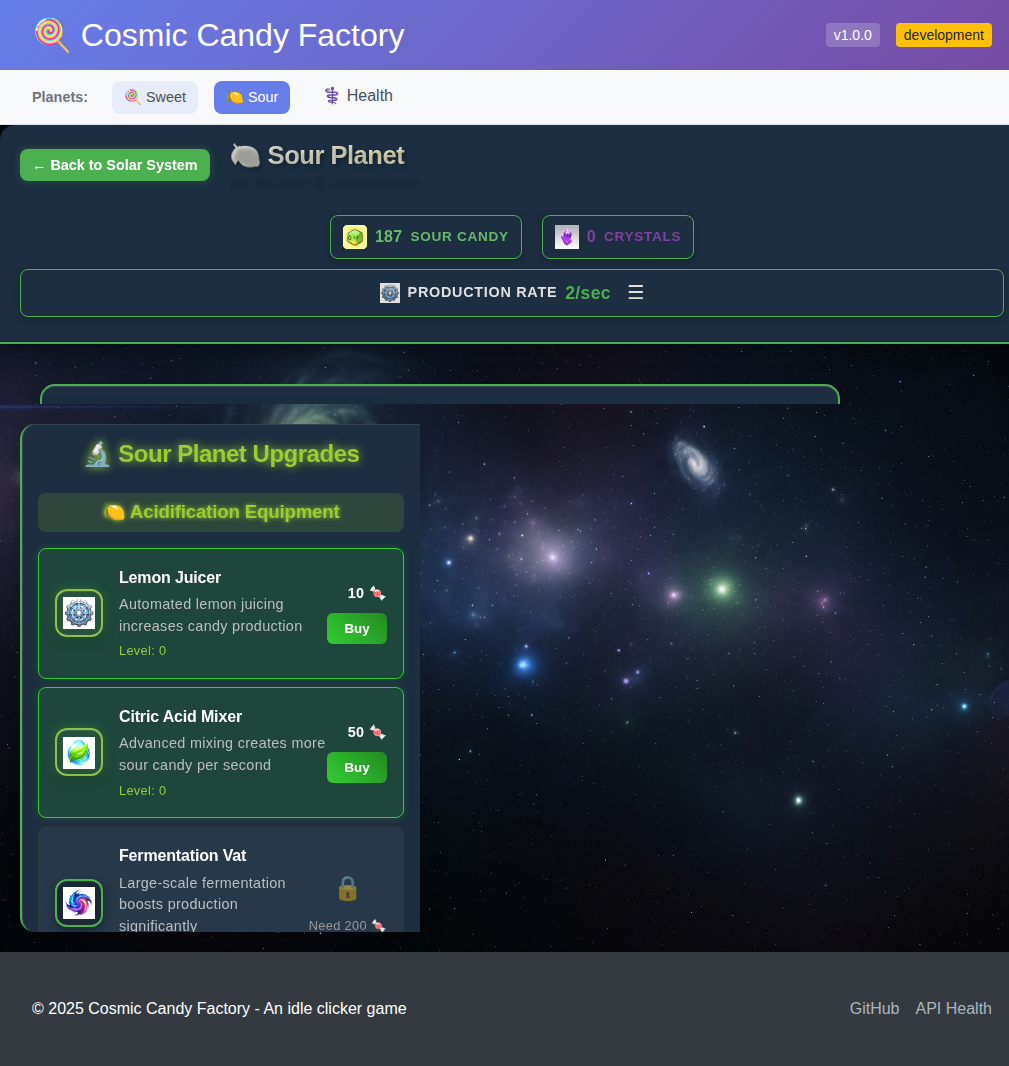 Cosmic Candy Factory
v1.0.0
development
Planets:
Sweet
Sour
Health
← Back to Solar System
Sour Planet
187 SOUR CANDY
0 CRYSTALS
PRODUCTION RATE 2/sec ☰
Sour Planet Upgrades
Acidification Equipment
Lemon Juicer
Automated lemon juicing
increases candy production
Level: 0
10
Buy
Citric Acid Mixer
Advanced mixing creates more
sour candy per second
Level: 0
50
Buy
Fermentation Vat
Large-scale fermentation
boosts production
significantly
Need 200
© 2025 Cosmic Candy Factory - An idle clicker game
GitHub
API Health